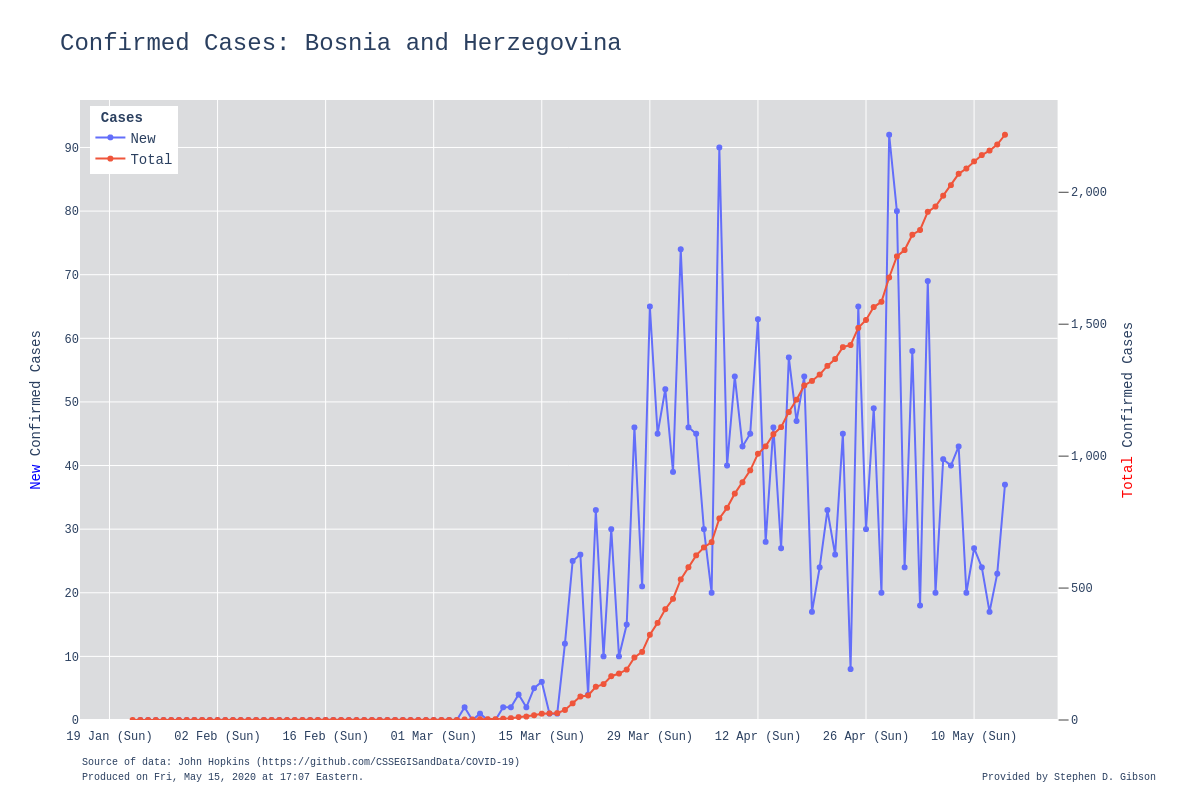 Confirmed Cases: Bosnia and Herzegovina
Cases
New
Total
90
80
70
60
50
40
30
20
10
0
New Confirmed Cases
2,000
1,500
1,000
500
0
Total Confirmed Cases
19 Jan (Sun) 02 Feb (Sun) 16 Feb (Sun) 01 Mar (Sun) 15 Mar (Sun) 29 Mar (Sun) 12 Apr (Sun) 26 Apr (Sun) 10 May (Sun)
Source of data: John Hopkins (https://github.com/CSSEGISandData/COVID-19)
Produced on Fri, May 15, 2020 at 17:07 Eastern.
Provided by Stephen D. Gibson